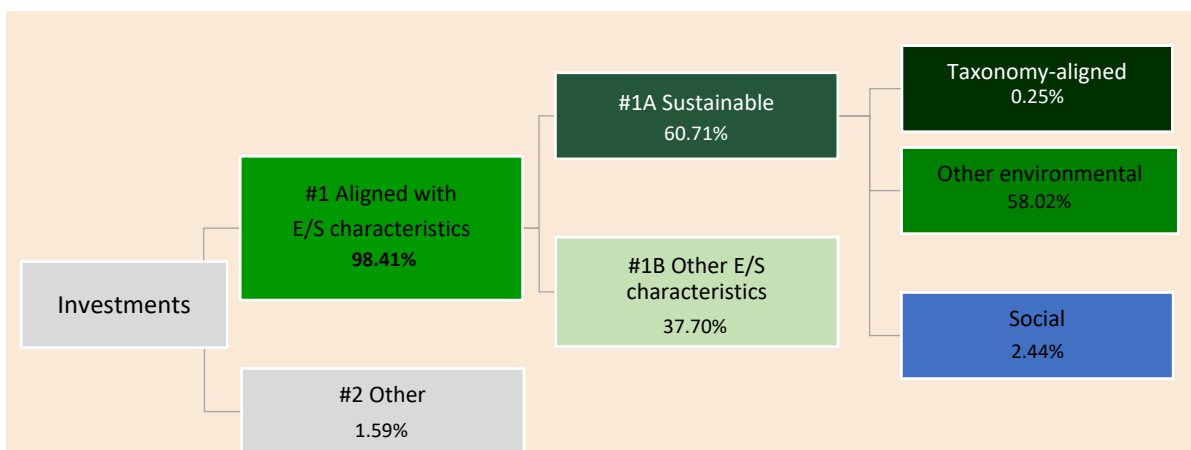 Investments
#1 Aligned with
E/S characteristics
98.41%
#2 Other
1.59%
#1A Sustainable
60.71%
#1B Other E/S
characteristics
37.70%
Taxonomy-aligned
0.25%
Other environmental
58.02%
Social
2.44%